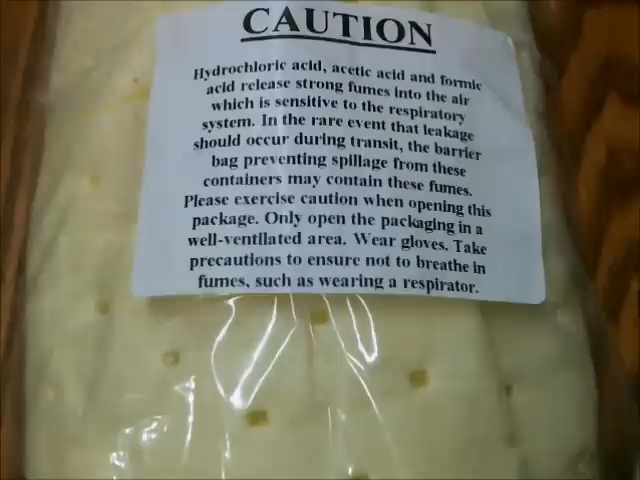 CAUTION
Hydrochloric acid, acetic acid and formic
acid release strong fumes into the air
which is sensitive to the respiratory
system. In the rare event that leakage
should occur during transit, the barrier
bag preventing spillage from these
containers may contain these fumes.
Please exercise caution when opening this
package. Only open the packaging in a
well-ventilated area. Wear gloves. Take
precautions to ensure not to breathe in
fumes, such as wearing a respirator.